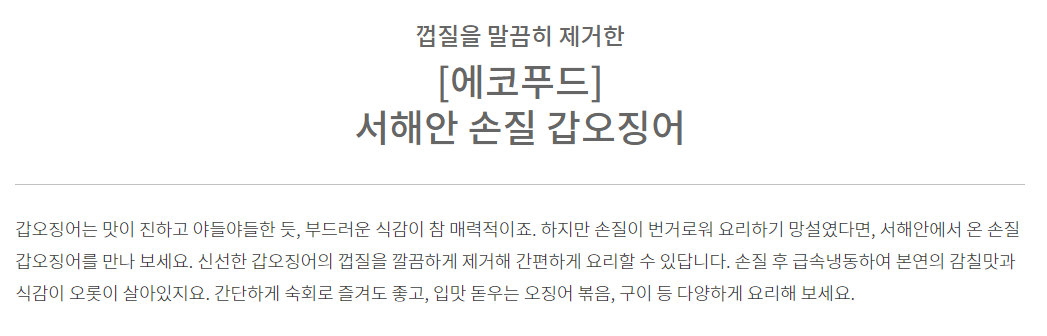 껍질을 말끔히 제거한
[에코푸드]
서해안 손질 갑오징어
갑오징어는 맛이 진하고 야들야들한 듯, 부드러운 식감이 참 매력적이죠. 하지만 손질이 번거로워 요리하기 망설였다면, 서해안에서 온 손질
갑오징어를 만나 보세요. 신선한 갑오징어의 껍질을 깔끔하게 제거해 간편하게 요리할 수 있답니다. 손질 후 급속냉동하여 본연의 감칠맛과
식감이 오롯이 살아있지요. 간단하게 숙회로 즐겨도 좋고, 입맛 돋우는 오징어 볶음, 구이 등 다양하게 요리해 보세요.